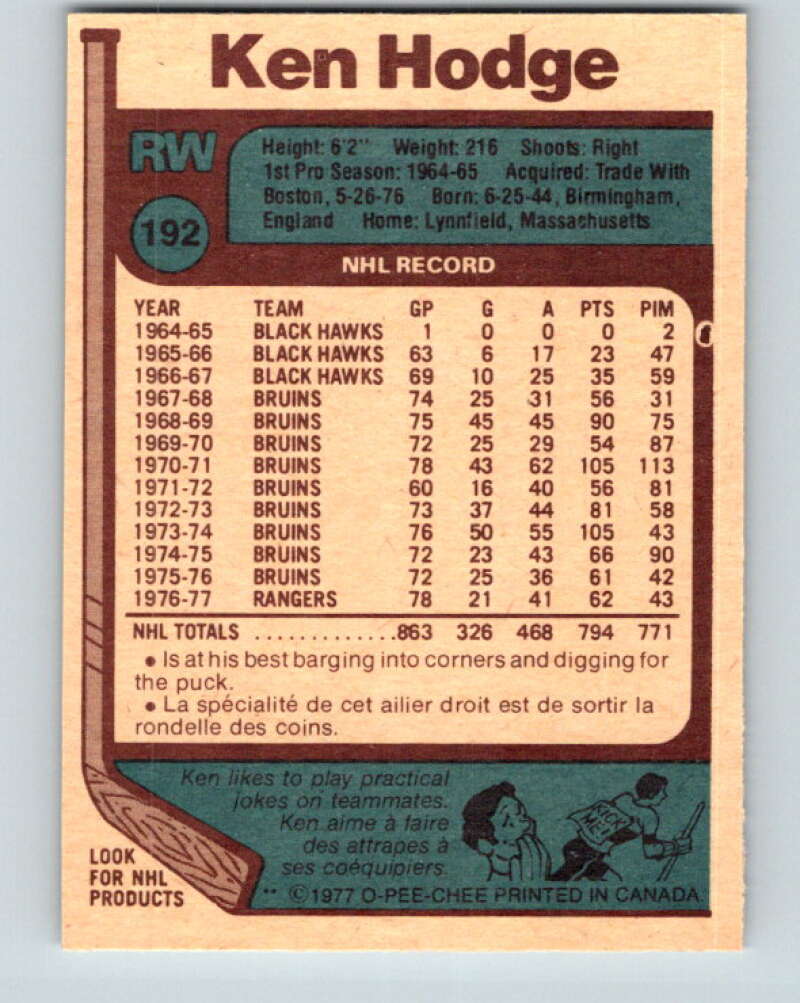 Ken Hodge
RW
192
Height: 6'2" Weight: 216 Shoots: Right
1st Pro Season: 1964-65 Acquired: Trade With
Boston, 5-26-76 Born: 6-25-44, Birmingham,
England Home: Lynnfield, Massachusetts
NHL RECORD
YEAR TEAM GP G A PTS PIM
1964-65 BLACK HAWKS 1 0 0 0 2
1965-66 BLACK HAWKS 63 6 17 23 47
1966-67 BLACK HAWKS 69 10 25 35 59
1967-68 BRUINS 74 25 31 56 31
1968-69 BRUINS 75 45 45 90 75
1969-70 BRUINS 72 25 29 54 87
1970-71 BRUINS 78 43 62 105 113
1971-72 BRUINS 60 16 40 56 81
1972-73 BRUINS 73 37 44 81 58
1973-74 BRUINS 76 50 55 105 43
1974-75 BRUINS 72 23 43 66 90
1975-76 BRUINS 72 25 36 61 42
1976-77 RANGERS 78 21 41 62 43
NHL TOTALS .............863 326 468 794 771
• Is at his best barging into corners and digging for
the puck.
• La spécialité de cet ailier droit est de sortir la
rondelle des coins.
Ken likes to play practical
jokes on teammates.
Ken aime à faire
des attrapes à
ses coéquipiers.
KICK
ME!
LOOK
FOR NHL
PRODUCTS
** ©1977 O-PEE-CHEE PRINTED IN CANADA